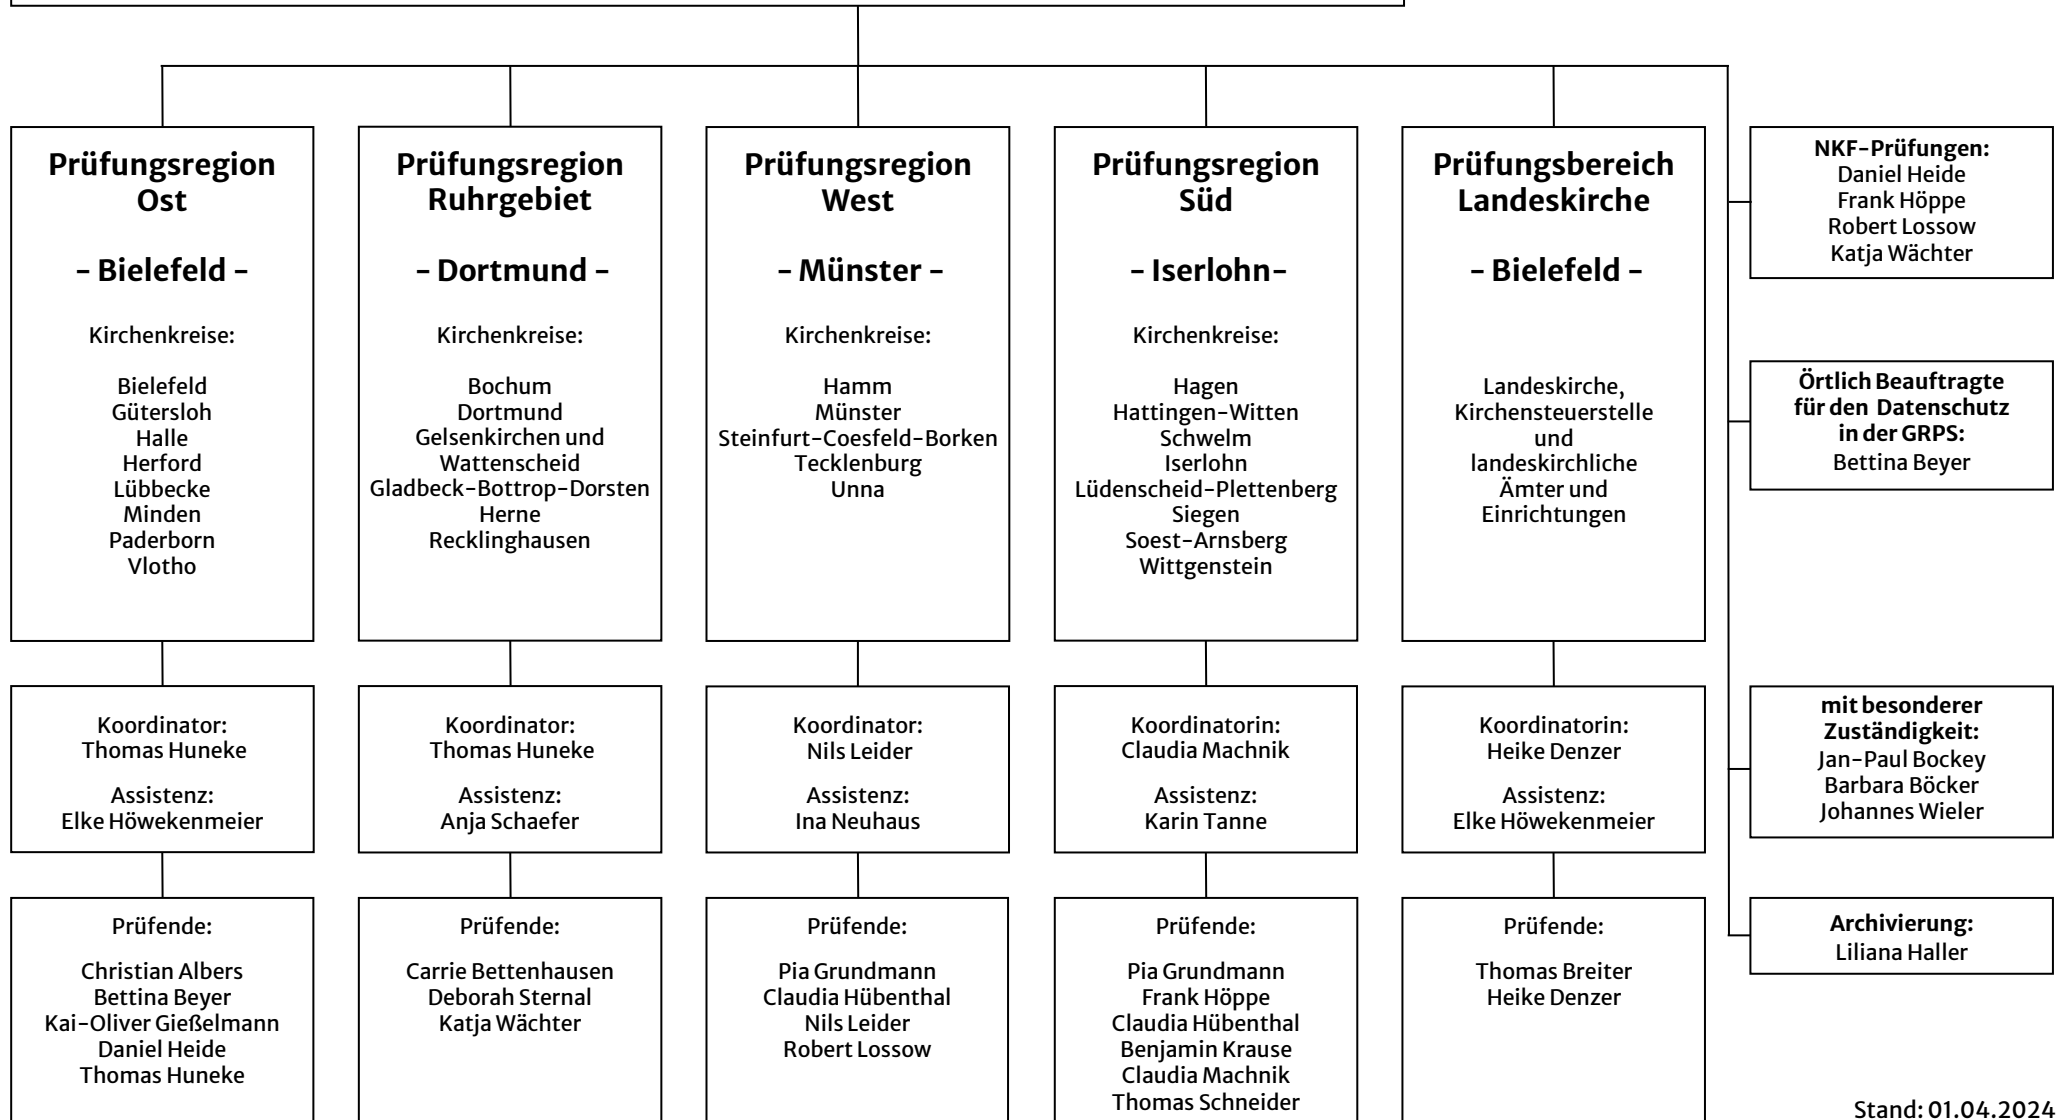 Prüfungsregion
Ost
– Bielefeld –
Kirchenkreise:
Bielefeld
Gütersloh
Halle
Herford
Lübbecke
Minden
Paderborn
Vlotho
Koordinator:
Thomas Huneke
Assistenz:
Elke Höwekenmeier
Prüfende:
Christian Albers
Bettina Beyer
Kai-Oliver Gießelmann
Daniel Heide
Thomas Huneke
Prüfungsregion
Ruhrgebiet
– Dortmund –
Kirchenkreise:
Bochum
Dortmund
Gelsenkirchen und
Wattenscheid
Gladbeck-Bottrop-Dorsten
Herne
Recklinghausen
Koordinator:
Thomas Huneke
Assistenz:
Anja Schaefer
Prüfende:
Carrie Bettenhausen
Deborah Sternal
Katja Wächter
Prüfungsregion
West
– Münster –
Kirchenkreise:
Hamm
Münster
Steinfurt-Coesfeld-Borken
Tecklenburg
Unna
Koordinator:
Nils Leider
Assistenz:
Ina Neuhaus
Prüfende:
Pia Grundmann
Claudia Hübenthal
Nils Leider
Robert Lossow
Prüfungsregion
Süd
– Iserlohn–
Kirchenkreise:
Hagen
Hattingen-Witten
Schwelm
Iserlohn
Lüdenscheid-Plettenberg
Siegen
Soest-Arnsberg
Wittgenstein
Koordinatorin:
Claudia Machnik
Assistenz:
Karin Tanne
Prüfende:
Pia Grundmann
Frank Höppe
Claudia Hübenthal
Benjamin Krause
Claudia Machnik
Thomas Schneider
Prüfungsbereich
Landeskirche
– Bielefeld –
Landeskirche,
Kirchensteuerstelle
und
landeskirchliche
Ämter und
Einrichtungen
Koordinatorin:
Heike Denzer
Assistenz:
Elke Höwekenmeier
Prüfende:
Thomas Breiter
Heike Denzer
NKF-Prüfungen:
Daniel Heide
Frank Höppe
Robert Lossow
Katja Wächter
Örtlich Beauftragte
für den Datenschutz
in der GRPS:
Bettina Beyer
mit besonderer
Zuständigkeit:
Jan-Paul Bockey
Barbara Böcker
Johannes Wieler
Archivierung:
Liliana Haller
Stand: 01.04.2024